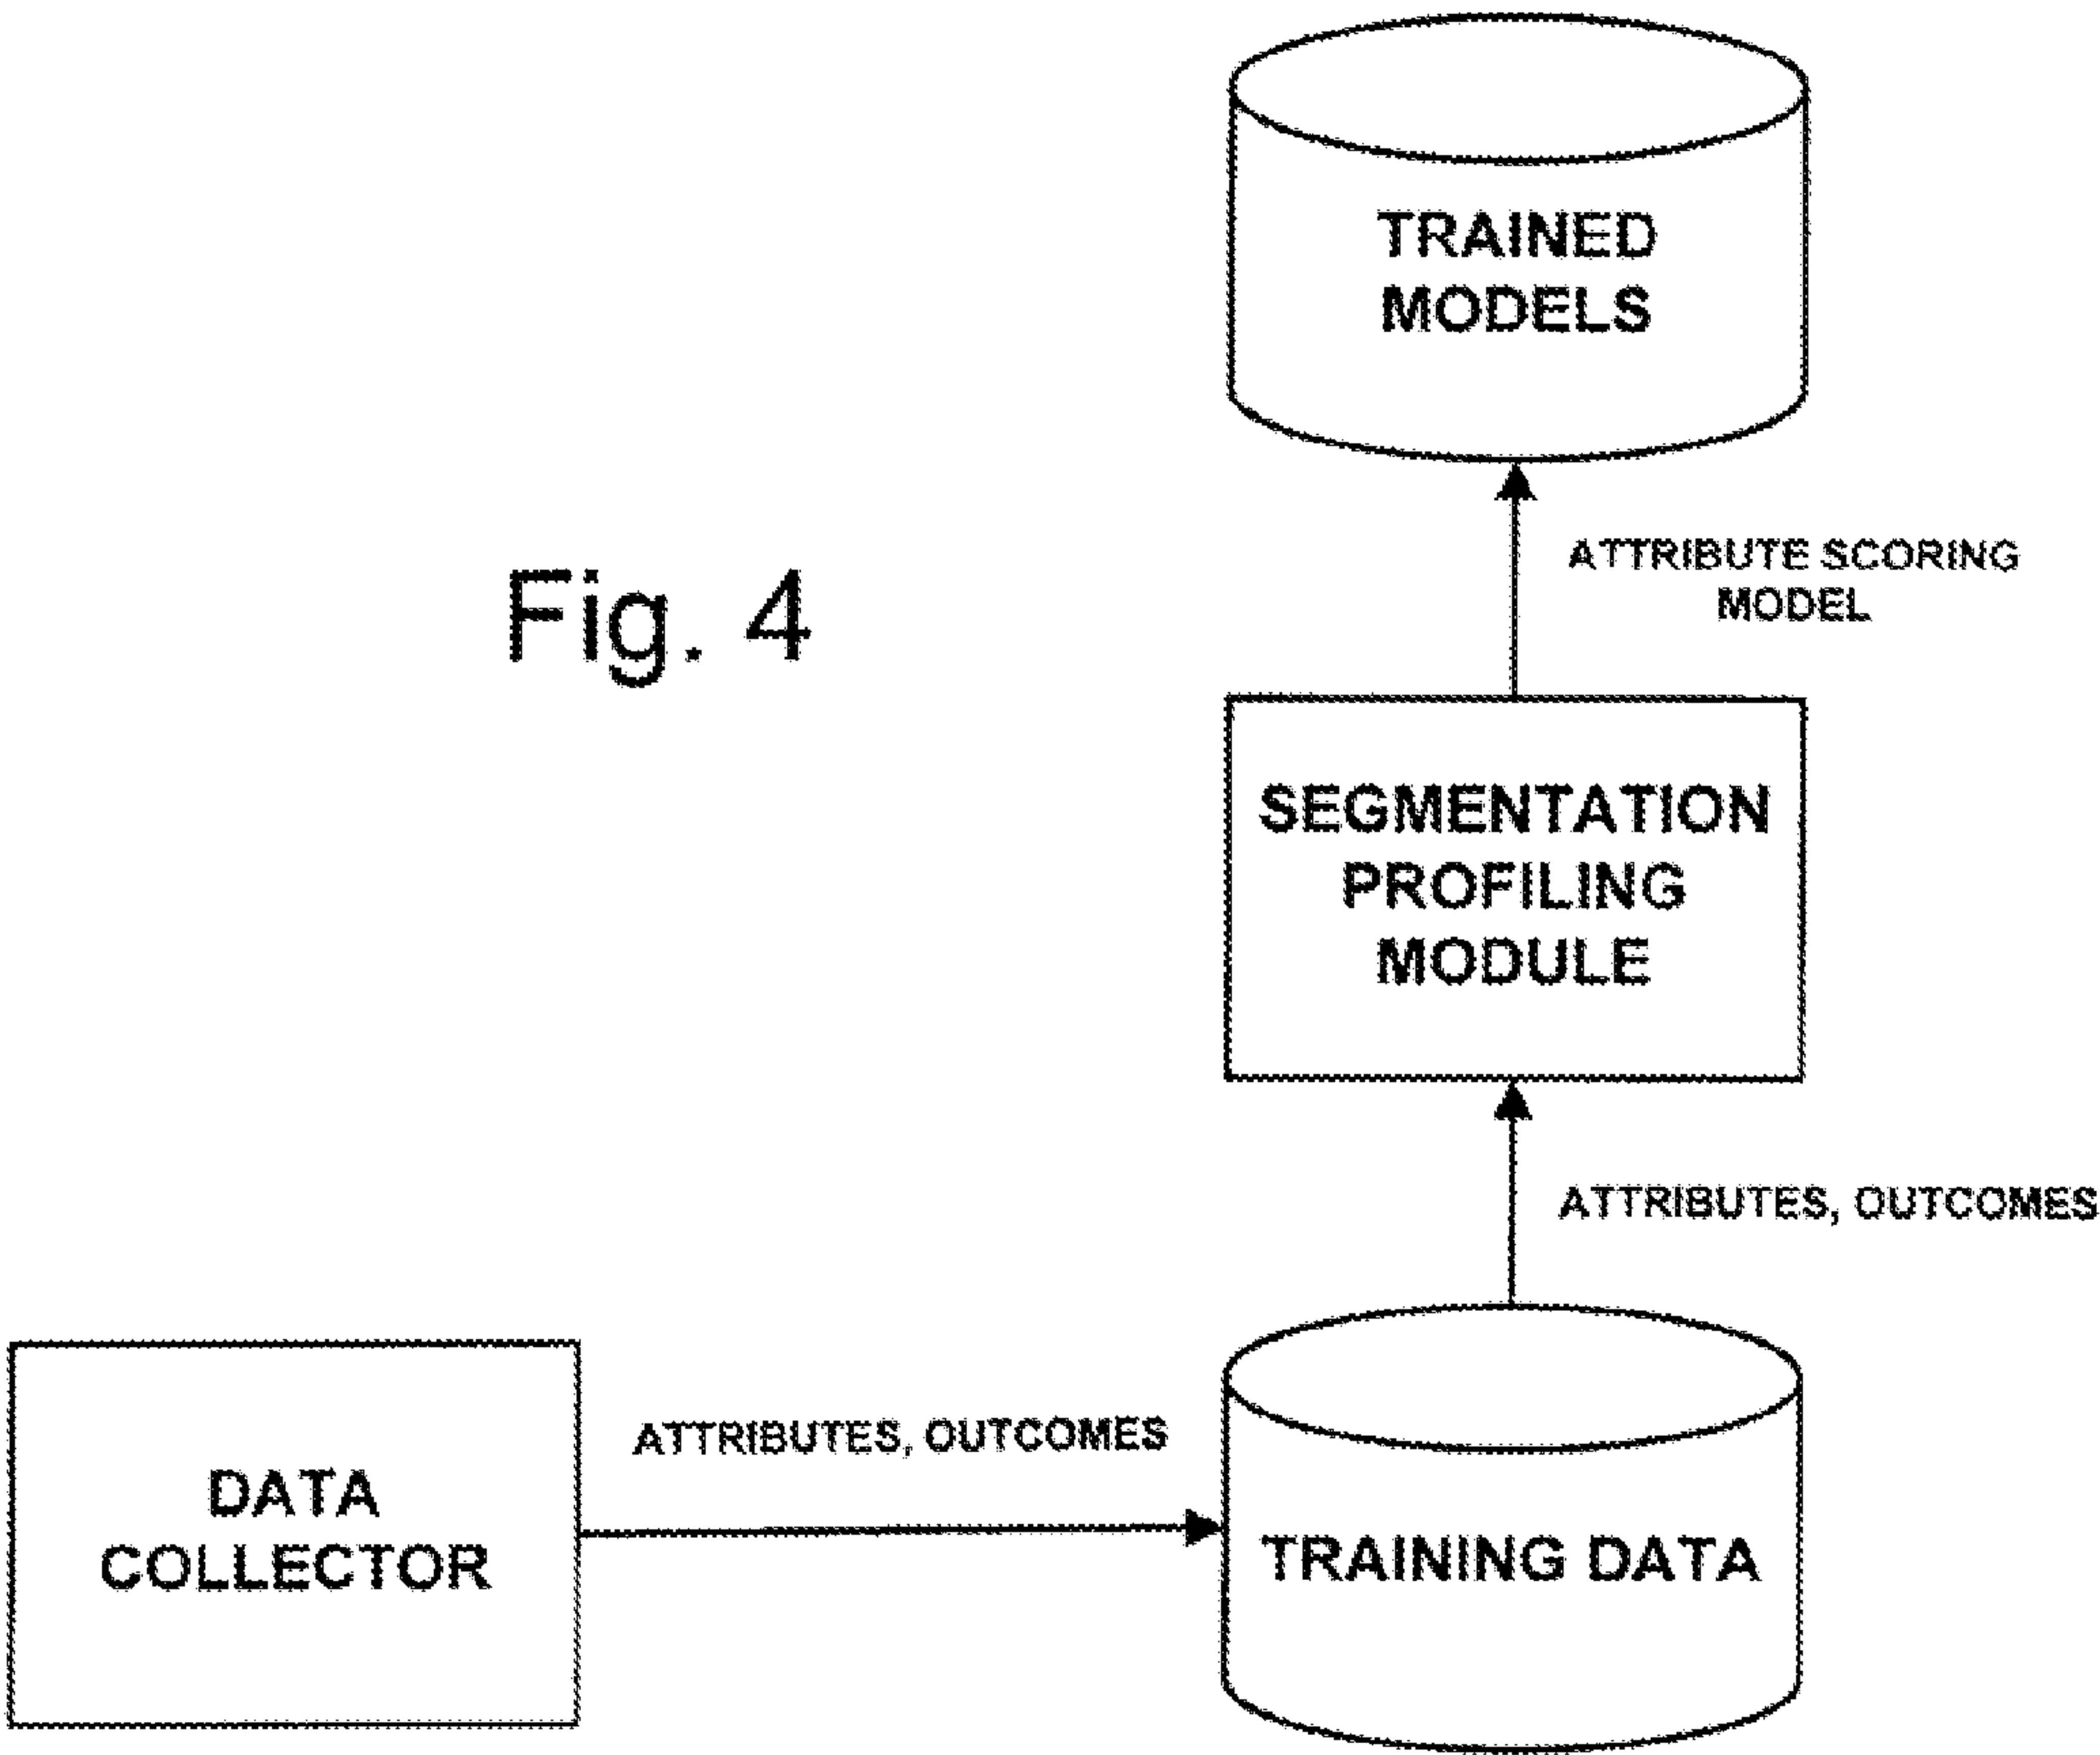 TRAINED
MODELS
ATTRIBUTE SCORING
MODEL
Fig. 4
SEGMENTATION
PROFILING
MODULE
ATTRIBUTES, OUTCOMES
ATTRIBUTES, OUTCOMES
DATA
COLLECTOR
TRAINING DATA